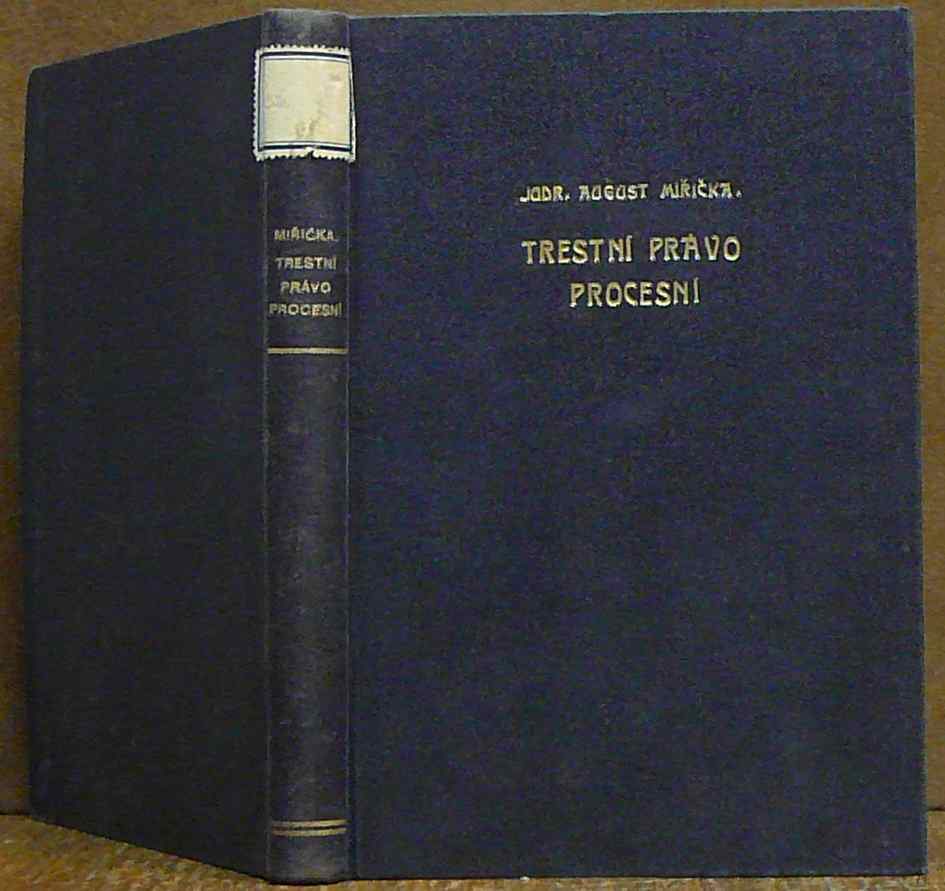 MIŘIČKA.
TRESTNÍ
PRÁVO
PROCESNÍ
JUDR. AUGUST MIŘIČKA.
TRESTNÍ PRÁVO
PROCESNÍ